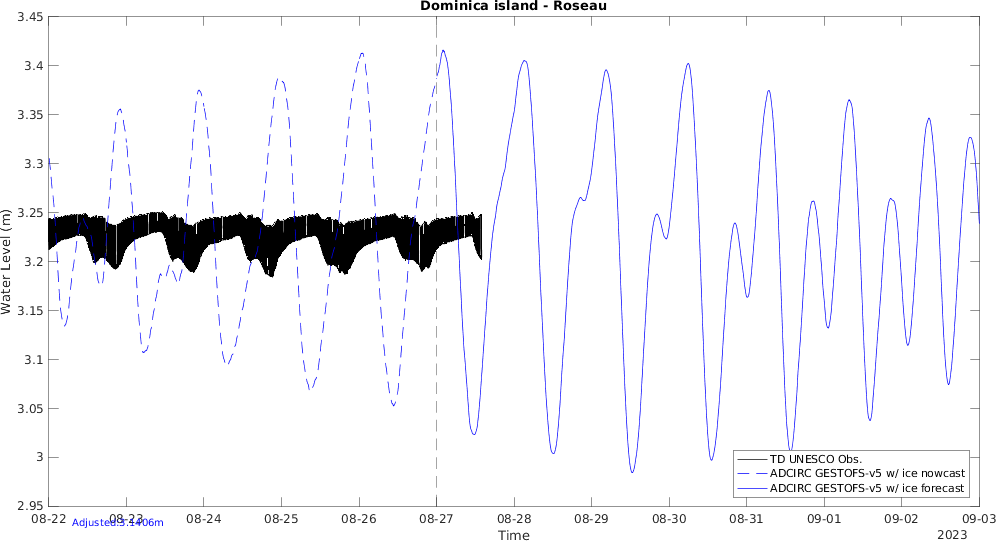 Dominica island - Roseau
3.45
3.4
3.35
3.3
3.25
3.2
3.15
3.1
3.05
3
2.95
Water Level (m)
08-22 08-23 08-24 08-25 08-26 08-27 08-28 08-29 08-30 08-31 09-01 09-02 09-03
Adjusted:3.1406m
Time
2023
TD UNESCO Obs.
ADCIRC GESTOFS-v5 w/ ice nowcast
ADCIRC GESTOFS-v5 w/ ice forecast